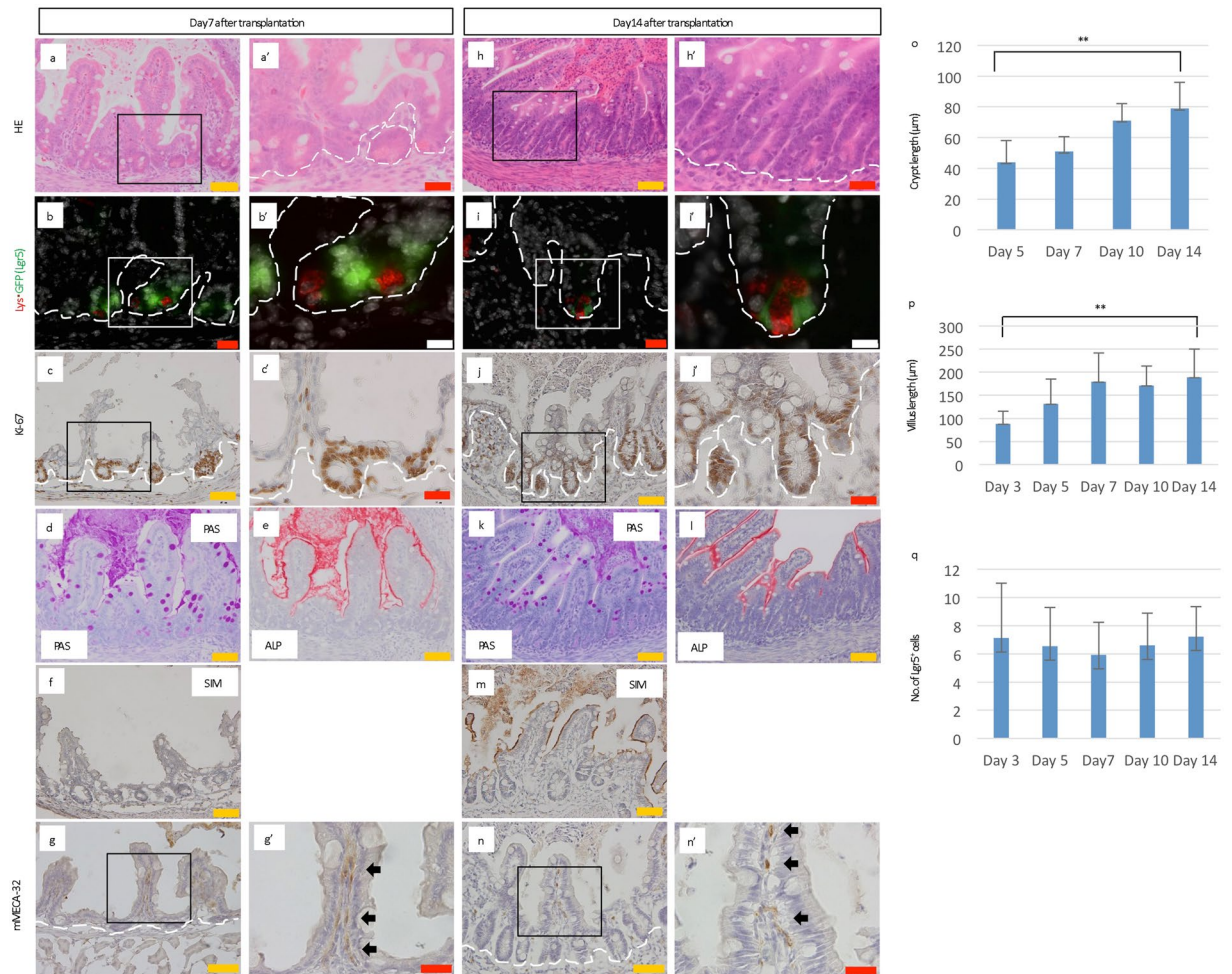 Day7 after transplantation
Day14 after transplantation
HE
a
a’
h
h’
Lys•GFP (Lgr5)
b
b’
i
i’
Ki-67
c
c’
j
j’
d
PAS
PAS
e
ALP
k
PAS
PAS
l
ALP
f
SIM
m
SIM
mMECA-32
g
g’
n
n’
o
**
Crypt length (μm)
120
100
80
60
40
20
0
Day 5 Day 7 Day 10 Day 14
p
**
Villus length (μm)
300
250
200
150
100
50
0
Day 3 Day 5 Day 7 Day 10 Day 14
q
No. of Lgr5+ cells
12
10
8
6
4
2
0
Day 3 Day 5 Day7 Day 10 Day 14